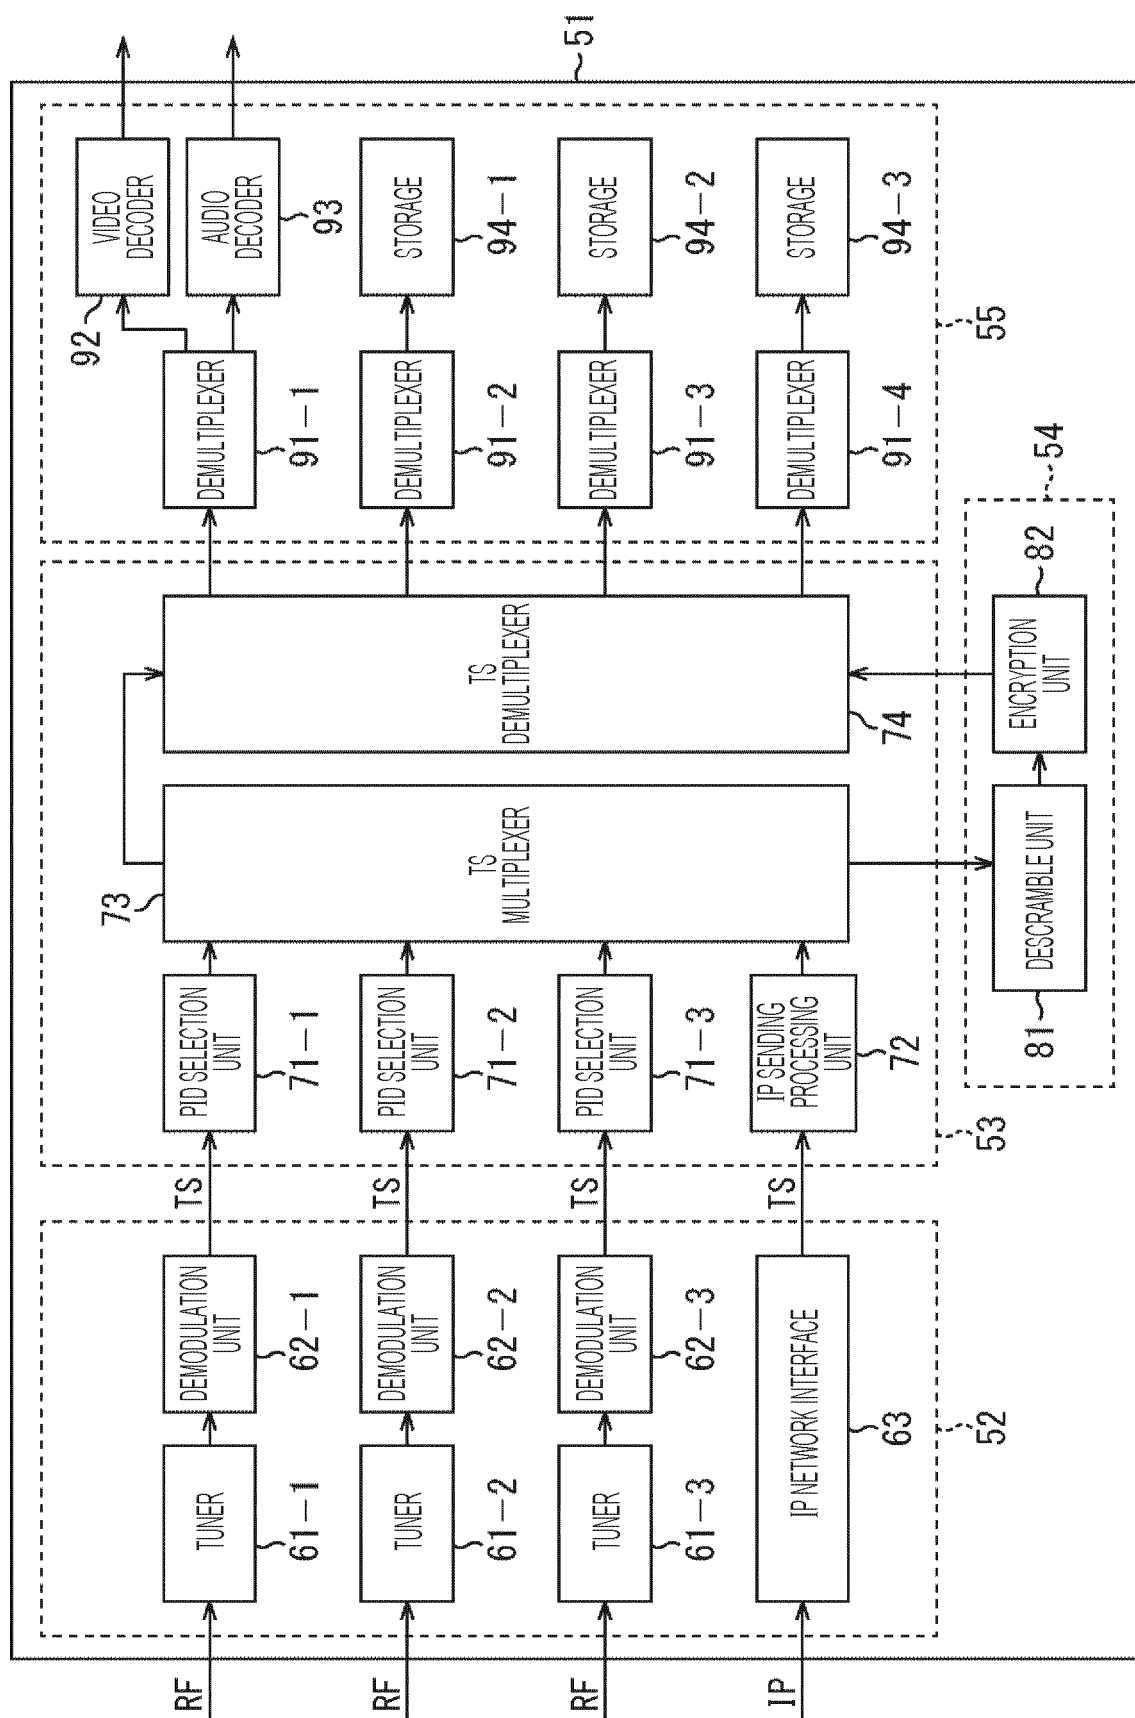 51
RF
TUNER
61-1
DEMODULATION
UNIT
62-1
TS
PID SELECTION
UNIT
71-1
73
TS
MULTIPLEXER
TS
DEMULTIPLEXER
74
DEMULTIPLEXER
91-1
92
VIDEO
DECODER
AUDIO
DECODER
93
RF
TUNER
61-2
DEMODULATION
UNIT
62-2
TS
PID SELECTION
UNIT
71-2
DEMULTIPLEXER
91-2
STORAGE
94-1
RF
TUNER
61-3
DEMODULATION
UNIT
62-3
TS
PID SELECTION
UNIT
71-3
DEMULTIPLEXER
91-3
STORAGE
94-2
IP
IP NETWORK INTERFACE
63
TS
IP SENDING
PROCESSING
UNIT
72
DEMULTIPLEXER
91-4
STORAGE
94-3
52
53
55
54
81
DESCRAMBLE UNIT
ENCRYPTION
UNIT
82